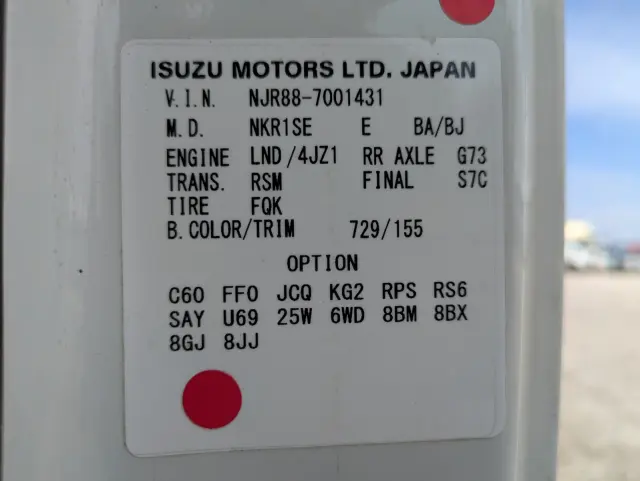 ISUZU MOTORS LTD. JAPAN
V.I.N. NJR88-7001431
M.D. NKR1SE E BA/BJ
ENGINE LND/4JZ1 RR AXLE G73
TRANS. RSM FINAL S7C
TIRE FQK
B.COLOR/TRIM 729/155
OPTION
C60 FF0 JCQ KG2 RPS RS6
SAY U69 25W 6WD 8BM 8BX
8GJ 8JJ